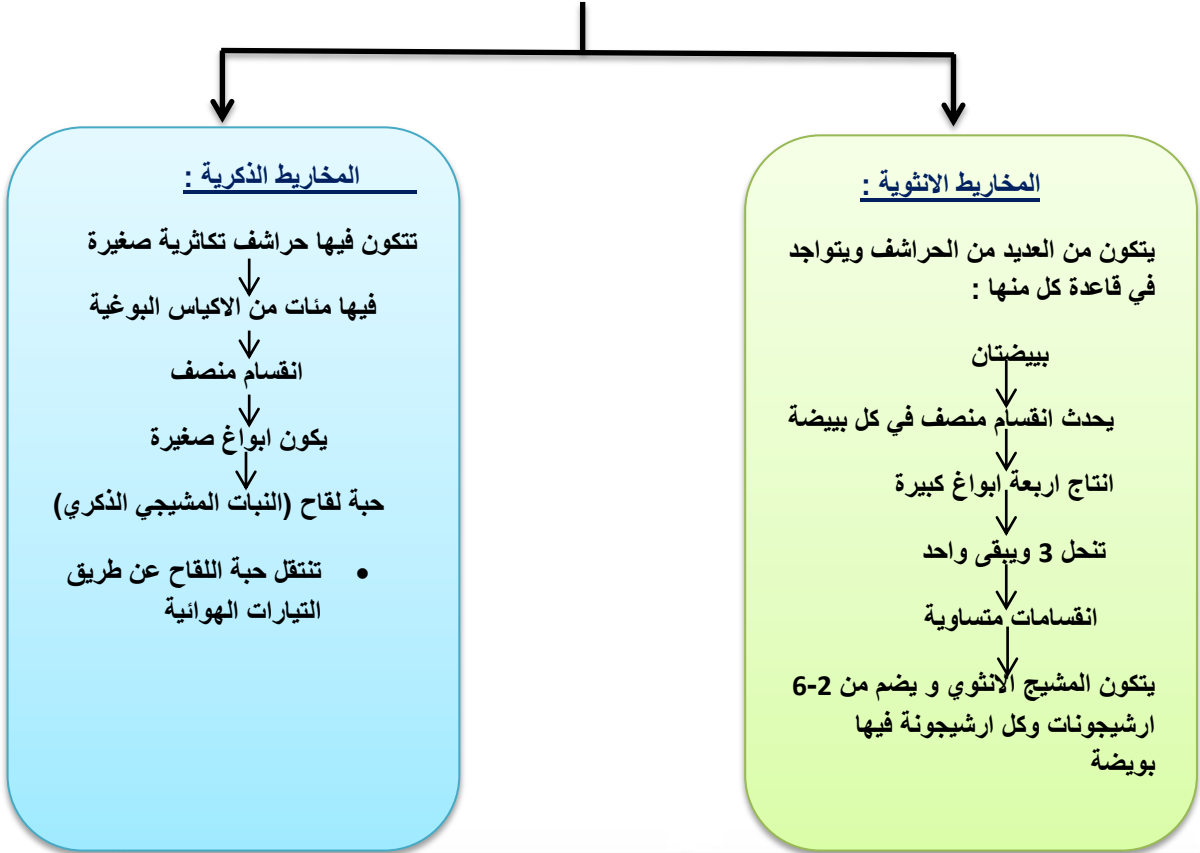 المخاريط الانثوية :
يتكون من العديد من الحراشف ويتواجد
في قاعدة كل منها :
بييضتان
يحدث انقسام منصف في كل بييضة
انتاج اربعة ابواغ كبيرة
تنحل 3 ويبقى واحد
انقسامات متساوية
يتكون المشيج الانثوي و يضم من 2-6
ارشيجونات وكل ارشيجونة فيها
بويضة
المخاريط الذكرية :
تتكون فيها حراشف تكاثرية صغيرة
فيها مئات من الاكياس البوغية
انقسام منصف
يكون ابواغ صغيرة
حبة لقاح (النبات المشيجي الذكري)
• تنتقل حبة اللقاح عن طريق
التيارات الهوائية